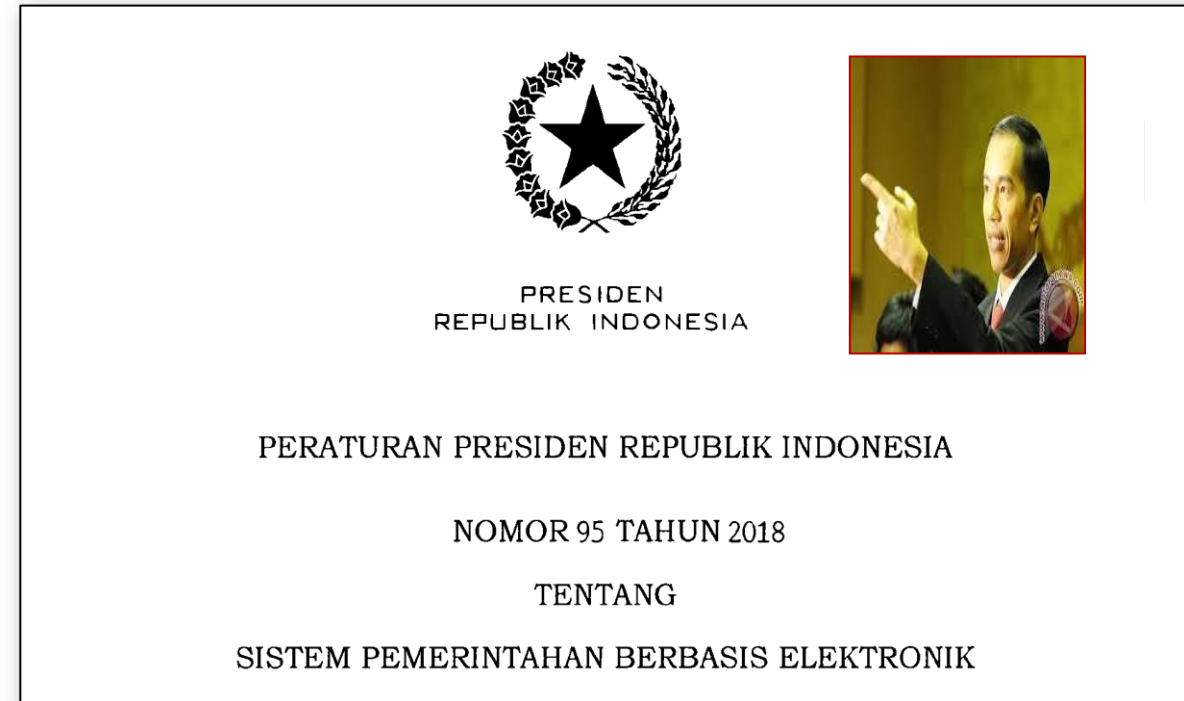 PRESIDEN
REPUBLIK INDONESIA
PERATURAN PRESIDEN REPUBLIK INDONESIA
NOMOR 95 TAHUN 2018
TENTANG
SISTEM PEMERINTAHAN BERBASIS ELEKTRONIK